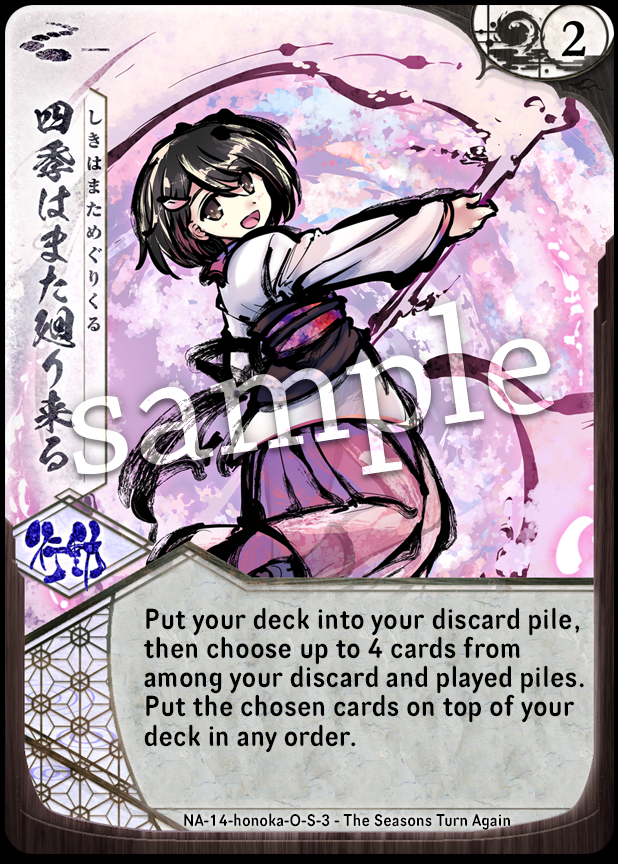 2
四季はまた廻り来る
しきはまためぐりくる
sample
行動
Put your deck into your discard pile,
then choose up to 4 cards from
among your discard and played piles.
Put the chosen cards on top of your
deck in any order.
NA-14-honoka-O-S-3 - The Seasons Turn Again